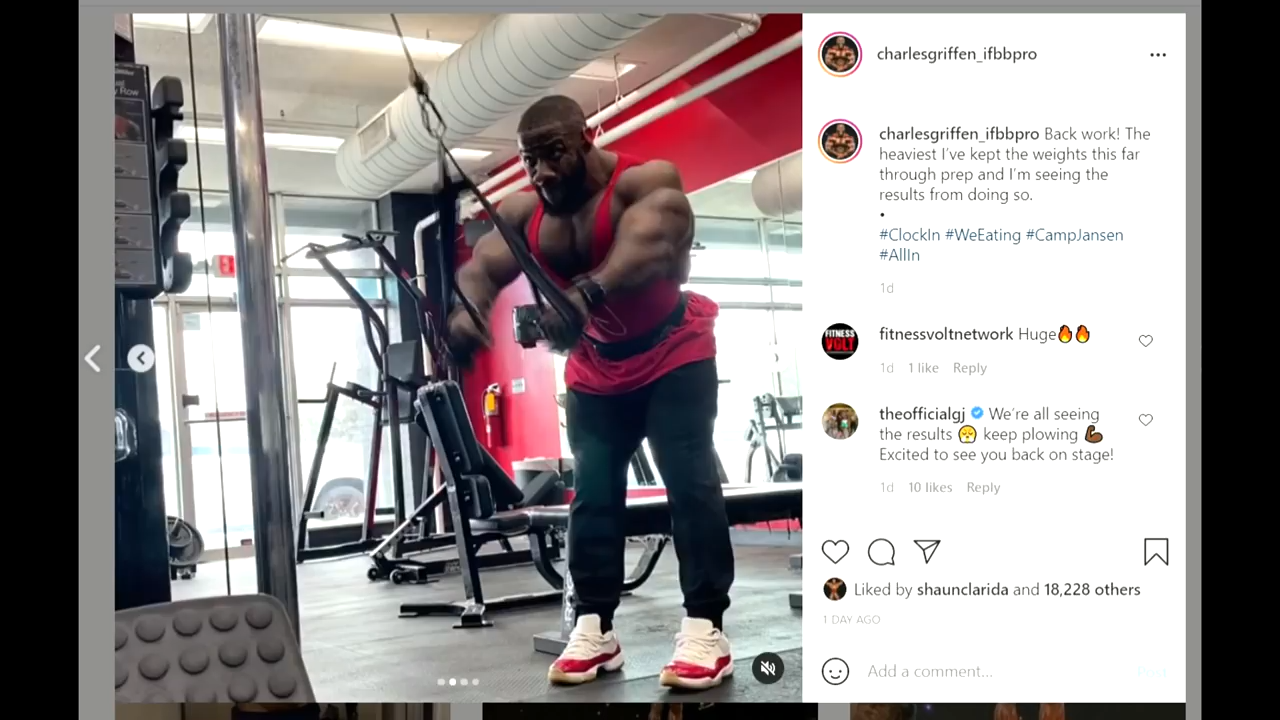 charlesgriffen_ifbbpro
charlesgriffen_ifbbpro Back work! The
heaviest I've kept the weights this far
through prep and I'm seeing the
results from doing so.
•
#ClockIn #WeEating #CampJansen
#AllIn
1d
FITNESS
VOLT
fitnessvoltnetwork Huge🔥🔥
1d 1 like Reply
theofficialgj We're all seeing
the results 😤 keep plowing 💪🏾
Excited to see you back on stage!
1d 10 likes Reply
Liked by shaunclarida and 18,228 others
1 DAY AGO
Add a comment...
Post